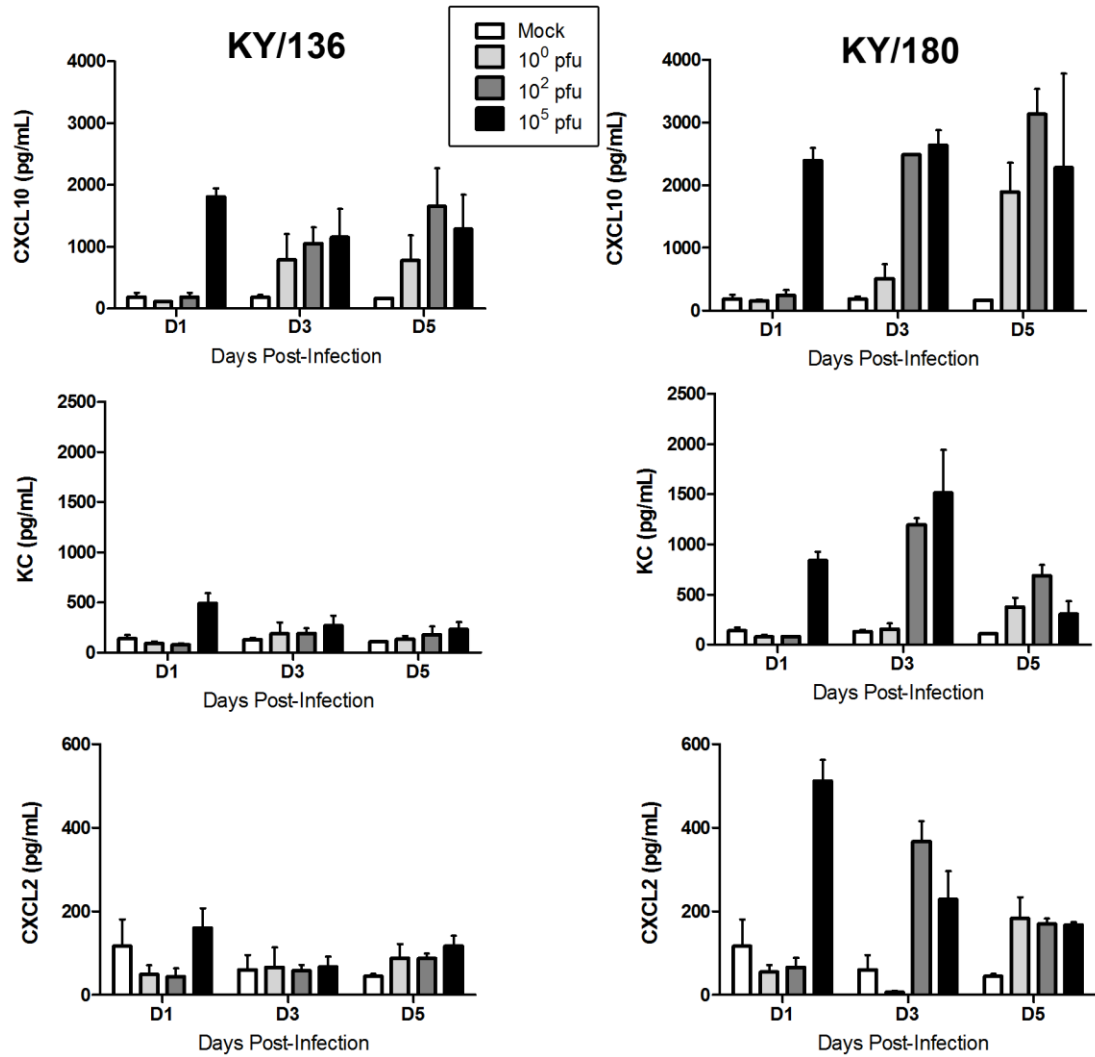 KY/136
Mock
10⁰ pfu
10² pfu
10⁵ pfu
KY/180
CXCL10 (pg/mL)
4000
3000
2000
1000
0
D1 D3 D5
Days Post-Infection
CXCL10 (pg/mL)
4000
3000
2000
1000
0
D1 D3 D5
Days Post-Infection
KC (pg/mL)
2500
2000
1500
1000
500
0
D1 D3 D5
Days Post-Infection
KC (pg/mL)
2500
2000
1500
1000
500
0
D1 D3 D5
Days Post-Infection
CXCL2 (pg/mL)
600
400
200
0
D1 D3 D5
Days Post-Infection
CXCL2 (pg/mL)
600
400
200
0
D1 D3 D5
Days Post-Infection